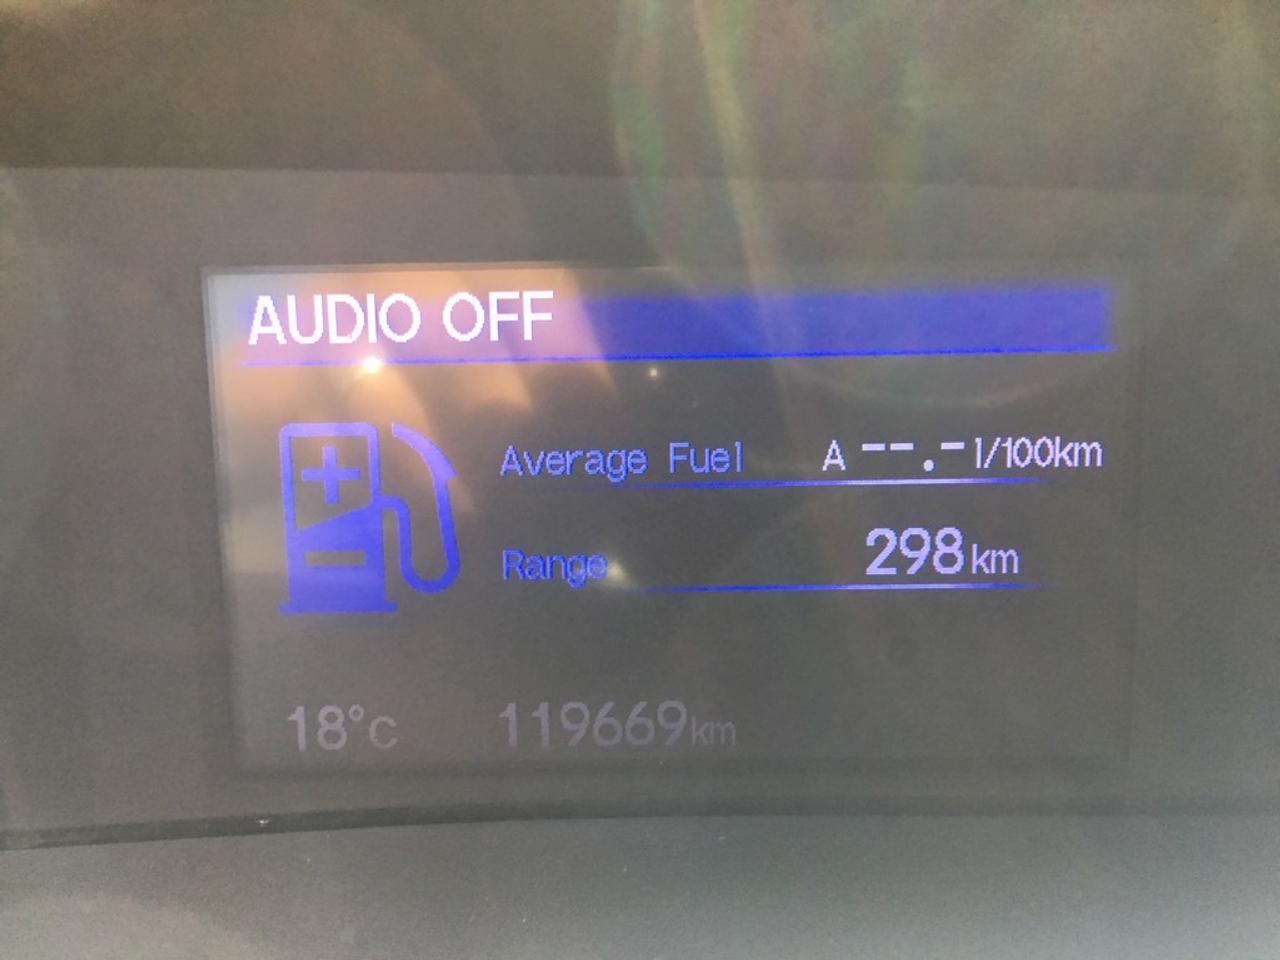 AUDIO OFF
Average Fuel A --.- l/100km
Range 298 km
18°C 119669km